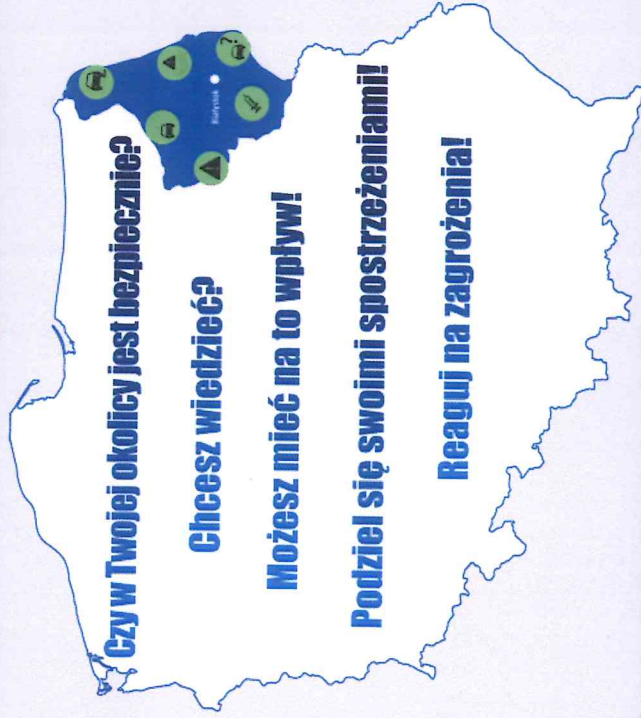 Czy w Twojej okolicy jest bezpiecznie?
Chcesz wiedzieć?
Możesz mieć na to wpływ!
Podziel się swoimi spostrzeżeniami!
Reaguj na zagrożenia!
Białystok
?